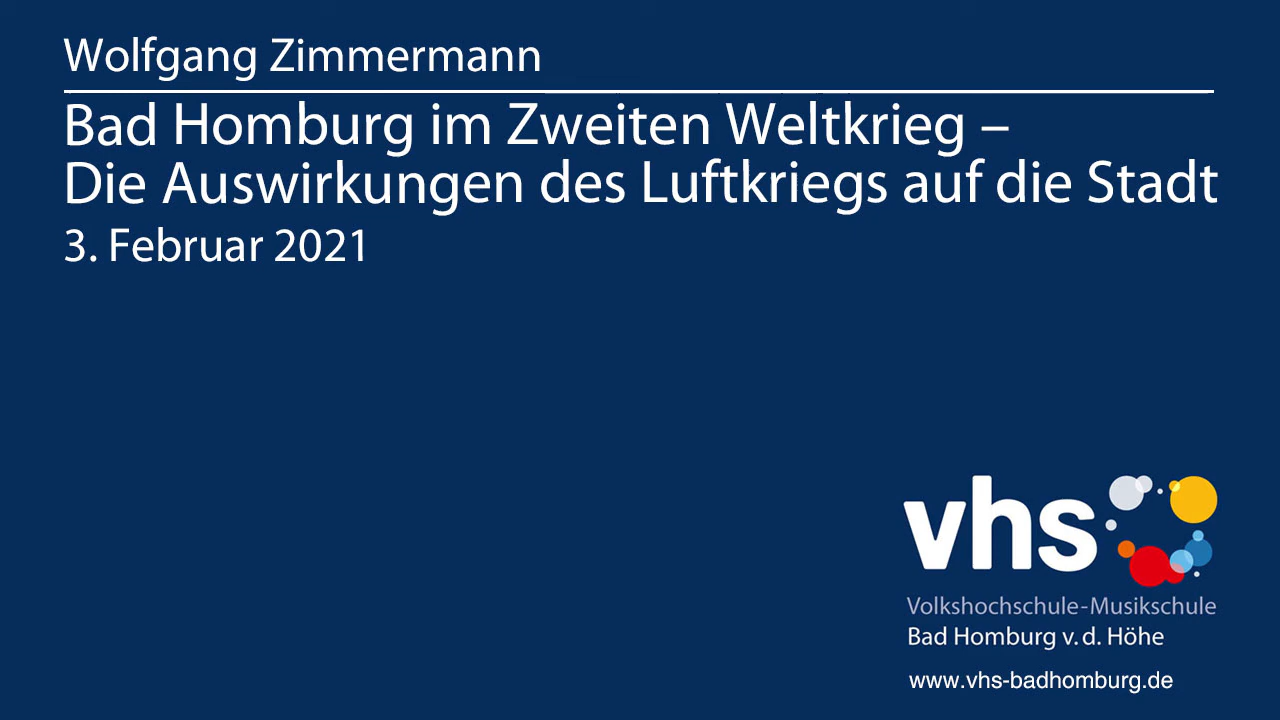 Wolfgang Zimmermann
Bad Homburg im Zweiten Weltkrieg –
Die Auswirkungen des Luftkriegs auf die Stadt
3. Februar 2021
vhs
Volkshochschule-Musikschule
Bad Homburg v. d. Höhe
www.vhs-badhomburg.de